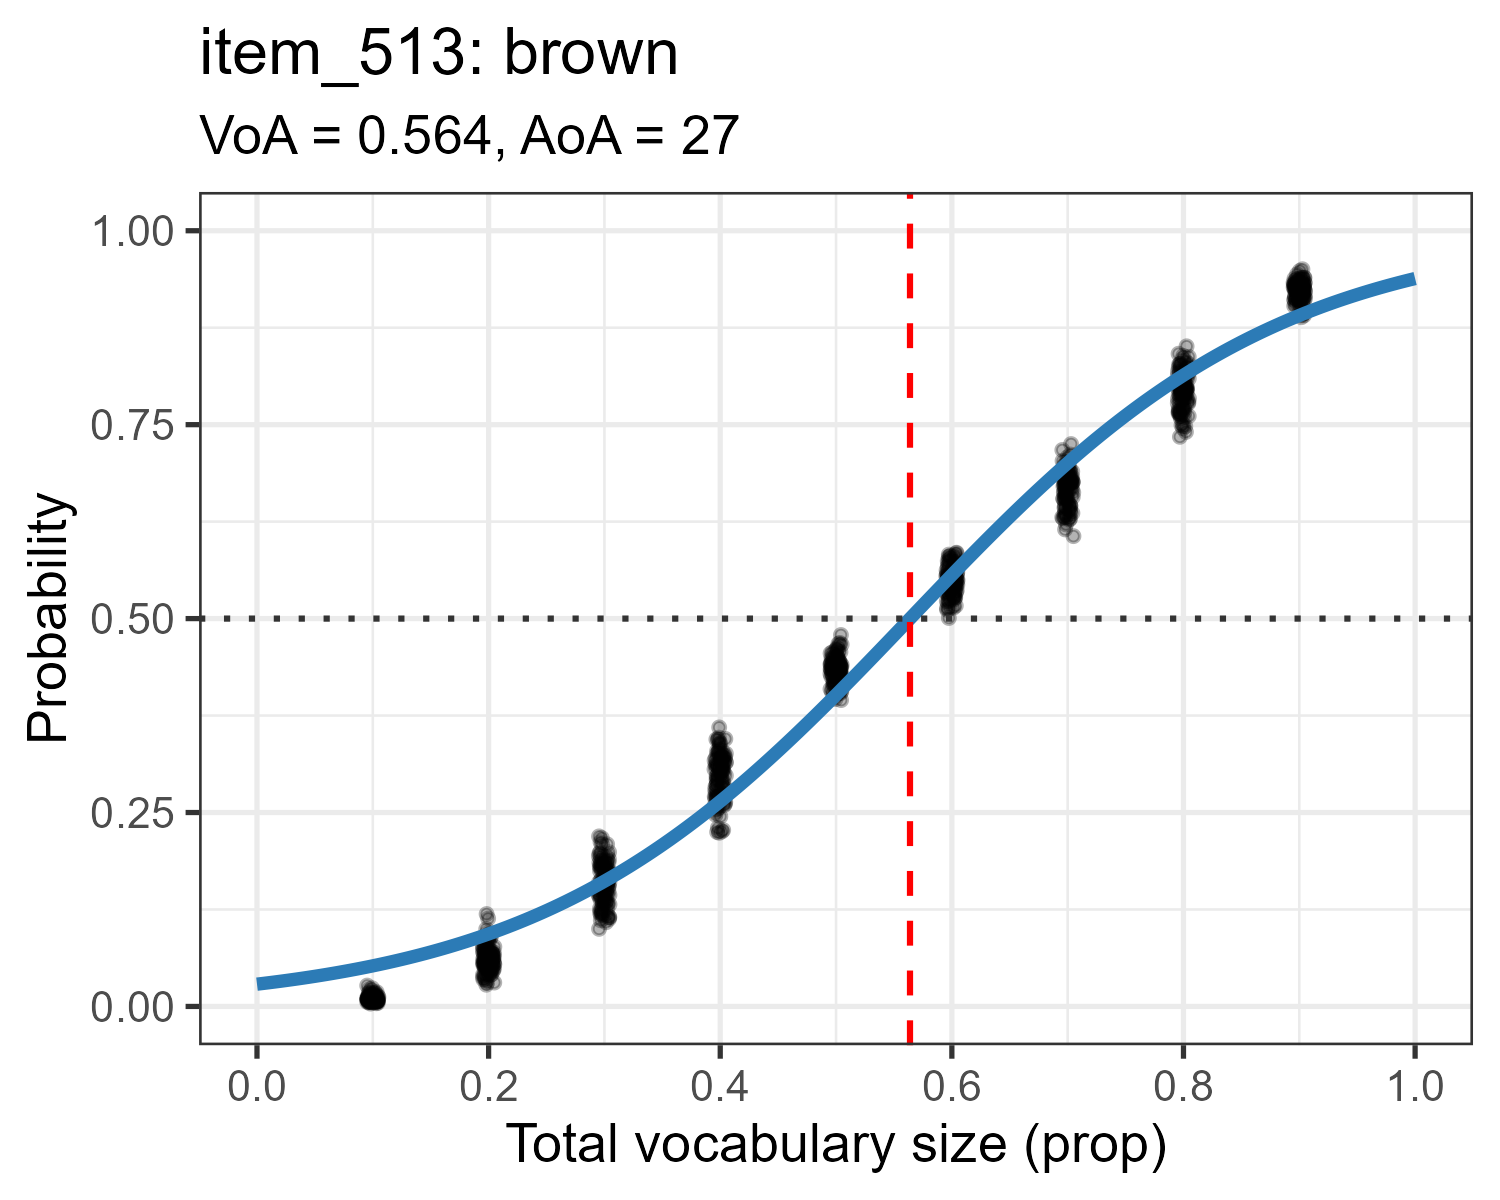 item_513: brown
VoA = 0.564, AoA = 27
1.00
0.75
0.50
0.25
0.00
Probability
0.0 0.2 0.4 0.6 0.8 1.0
Total vocabulary size (prop)